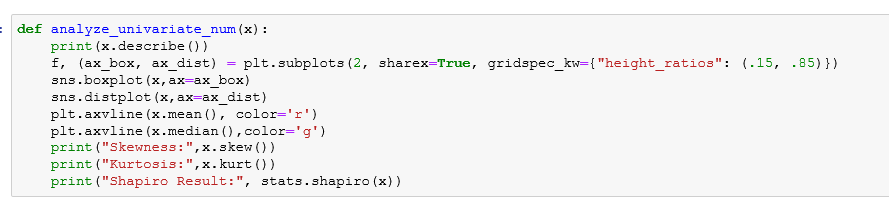 : def analyze_univariate_num(x):
    print(x.describe())
    f, (ax_box, ax_dist) = plt.subplots(2, sharex=True, gridspec_kw={"height_ratios": (.15, .85)})
    sns.boxplot(x,ax=ax_box)
    sns.distplot(x,ax=ax_dist)
    plt.axvline(x.mean(), color='r')
    plt.axvline(x.median(),color='g')
    print("Skewness:",x.skew())
    print("Kurtosis:",x.kurt())
    print("Shapiro Result:", stats.shapiro(x))